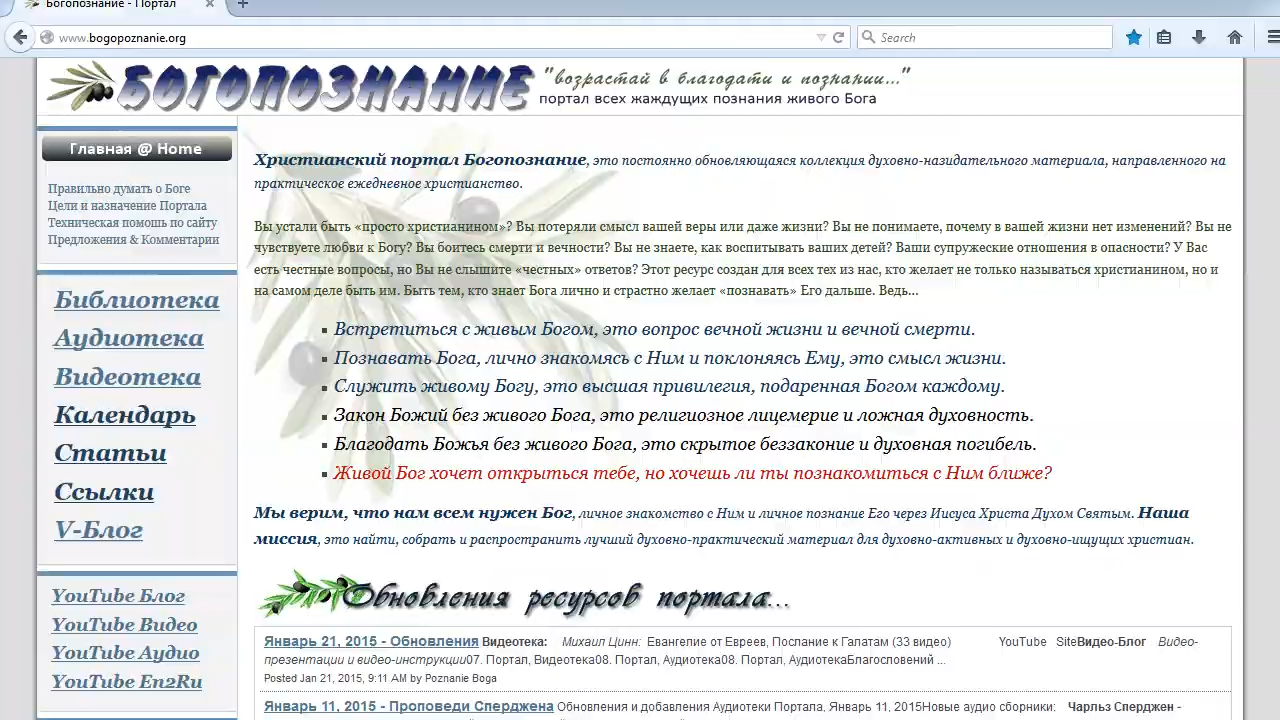 Богопознание - Портал
www.bogopoznanie.org
Search
БОГОПОЗНАНИЕ
"возрастай в благодати и познании..."
портал всех жаждущих познания живого Бога
Главная @ Home
Правильно думать о Боге
Цели и назначение Портала
Техническая помошь по сайту
Предложения & Комментарии
Библиотека
Аудиотека
Видеотека
Календарь
Статьи
Ссылки
V-Блог
YouTube Блог
YouTube Видео
YouTube Аудио
YouTube En2Ru
Христианский портал Богопознание, это постоянно обновляющаяся коллекция духовно-назидательного материала, направленного на
практическое ежедневное христианство.
Вы устали быть «просто христианином»? Вы потеряли смысл вашей веры или даже жизни? Вы не понимаете, почему в вашей жизни нет изменений? Вы не
чувствуете любви к Богу? Вы боитесь смерти и вечности? Вы не знаете, как воспитывать ваших детей? Ваши супружеские отношения в опасности? У Вас
есть честные вопросы, но Вы не слышите «честных» ответов? Этот ресурс создан для всех тех из нас, кто желает не только называться христианином, но и
на самом деле быть им. Быть тем, кто знает Бога лично и страстно желает «познавать» Его дальше. Ведь...
▪ Встретиться с живым Богом, это вопрос вечной жизни и вечной смерти.
▪ Познавать Бога, лично знакомясь с Ним и поклоняясь Ему, это смысл жизни.
▪ Служить живому Богу, это высшая привилегия, подаренная Богом каждому.
▪ Закон Божий без живого Бога, это религиозное лицемерие и ложная духовность.
▪ Благодать Божья без живого Бога, это скрытое беззаконие и духовная погибель.
▪ Живой Бог хочет открыться тебе, но хочешь ли ты познакомиться с Ним ближе?
Мы верим, что нам всем нужен Бог, личное знакомство с Ним и личное познание Его через Иисуса Христа Духом Святым. Наша
миссия, это найти, собрать и распространить лучший духовно-практический материал для духовно-активных и духовно-ищущих христиан.
Обновления ресурсов портала...
Январь 21, 2015 - Обновления Видеотека: Михаил Цинн: Евангелие от Евреев, Послание к Галатам (33 видео) YouTube SiteВидео-Блог Видео-
презентации и видео-инструкции07. Портал, Видеотека08. Портал, Аудиотека08. Портал, АудиотекаБлагословений ...
Posted Jan 21, 2015, 9:11 AM by Poznanie Boga
Январь 11, 2015 - Проповеди Сперджена Обновления и добавления Аудиотеки Портала. Январь 11, 2015Новые аудио сборники: Чарльз Сперджен -